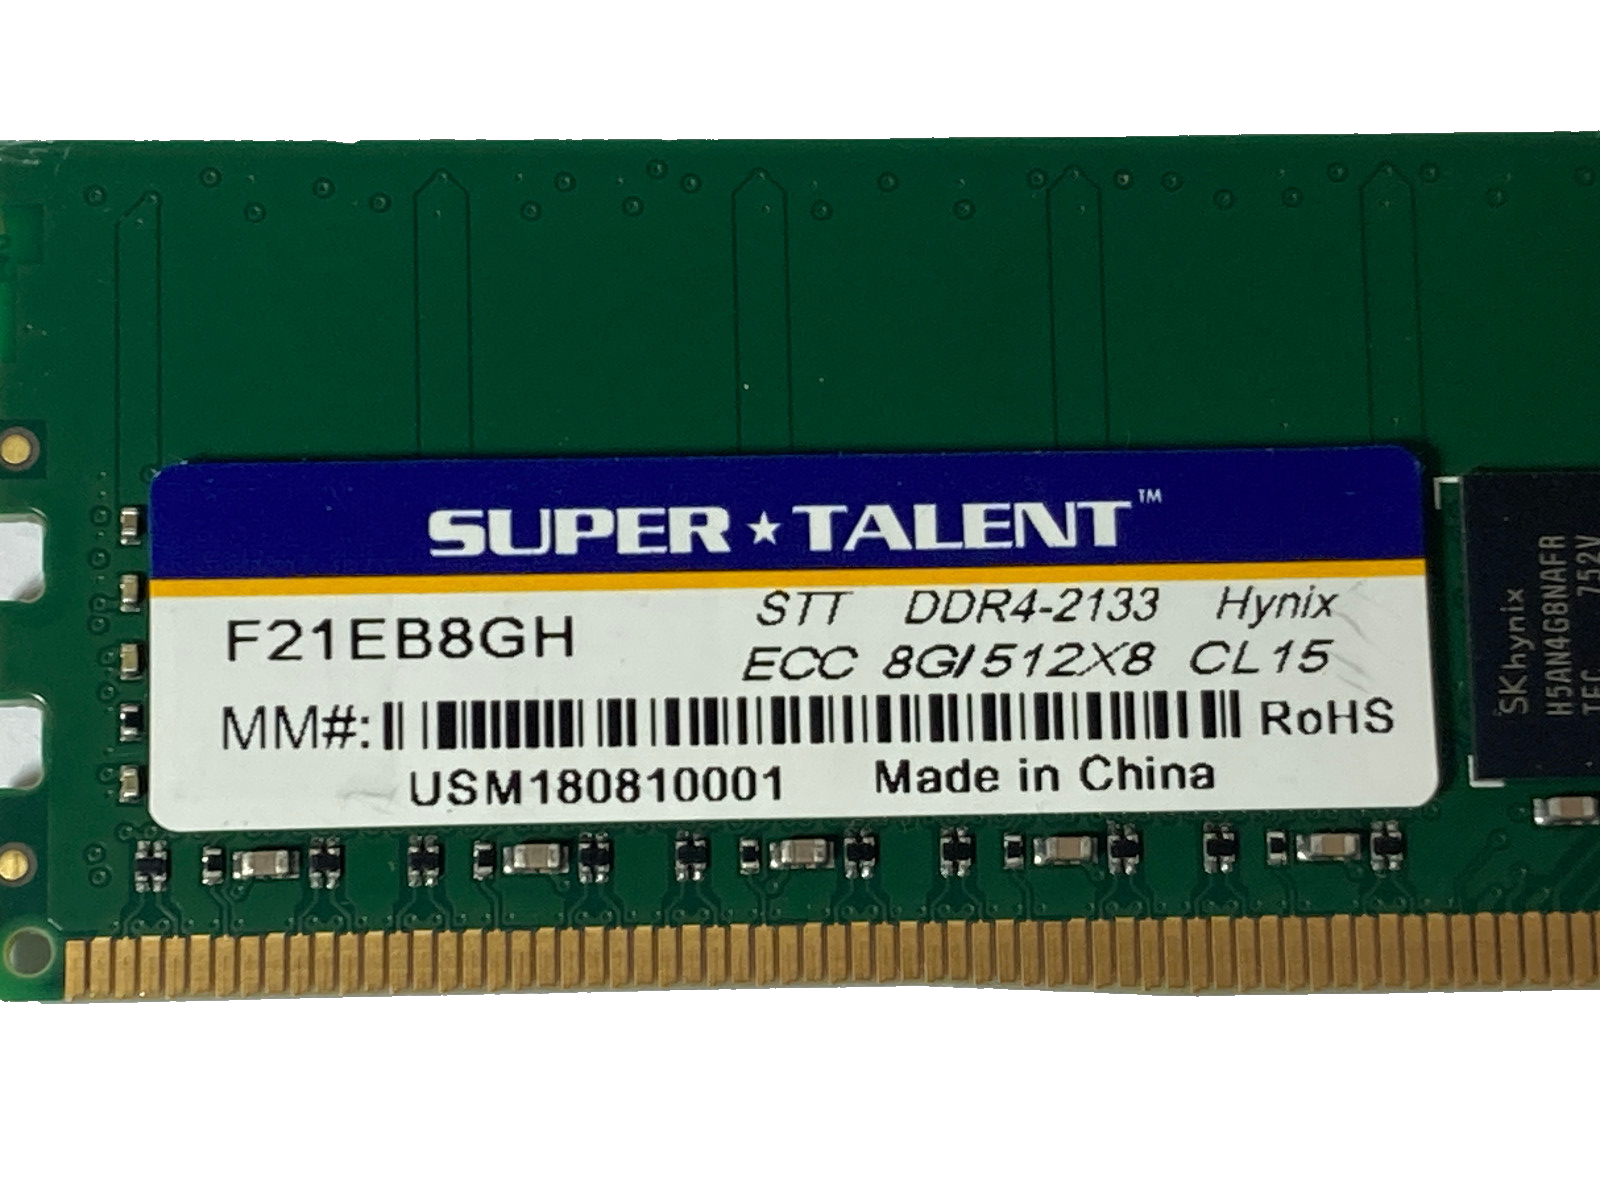 SUPER★TALENT™
F21EB8GH
STT DDR4-2133 Hynix
ECC 8G/512X8 CL15
MM#: RoHS
USM180810001 Made in China
SKhynix
H5AN4G8NAFR
TFC 752V